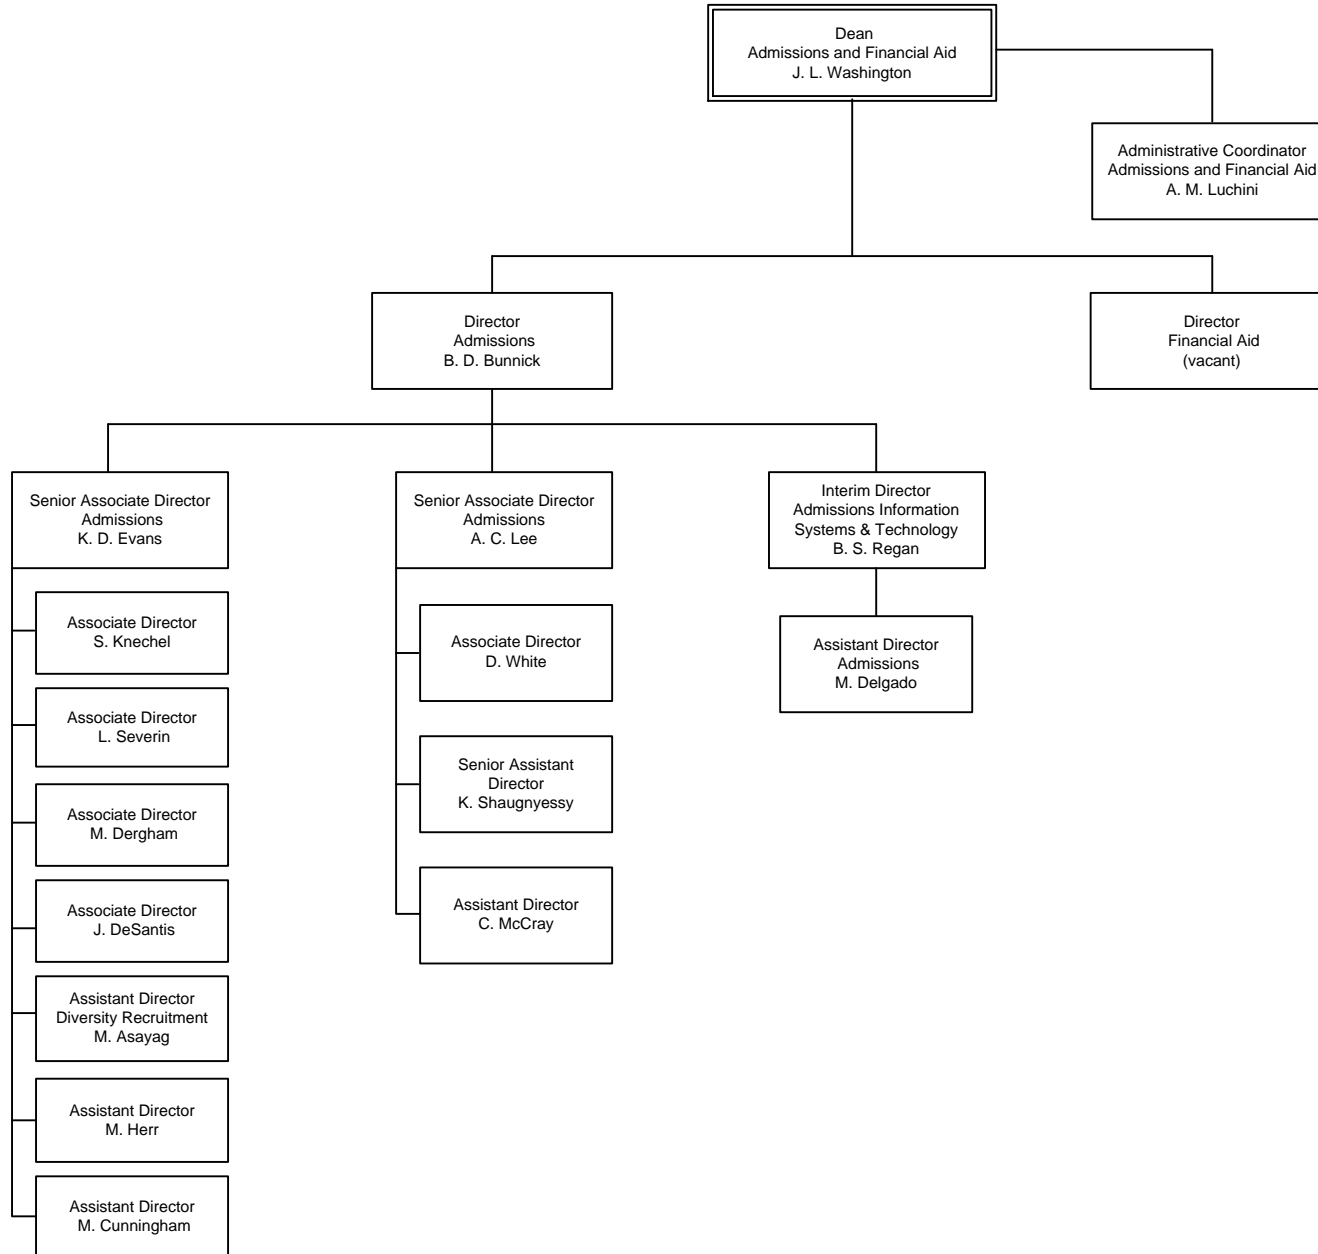 Dean
Admissions and Financial Aid
J. L. Washington
Administrative Coordinator
Admissions and Financial Aid
A. M. Luchini
Director
Admissions
B. D. Bunnick
Director
Financial Aid
(vacant)
Senior Associate Director
Admissions
K. D. Evans
Senior Associate Director
Admissions
A. C. Lee
Interim Director
Admissions Information
Systems & Technology
B. S. Regan
Associate Director
S. Knechel
Associate Director
L. Severin
Associate Director
M. Dergham
Associate Director
J. DeSantis
Assistant Director
Diversity Recruitment
M. Asayag
Assistant Director
M. Herr
Assistant Director
M. Cunningham
Associate Director
D. White
Senior Assistant
Director
K. Shaugnyessy
Assistant Director
C. McCray
Assistant Director
Admissions
M. Delgado